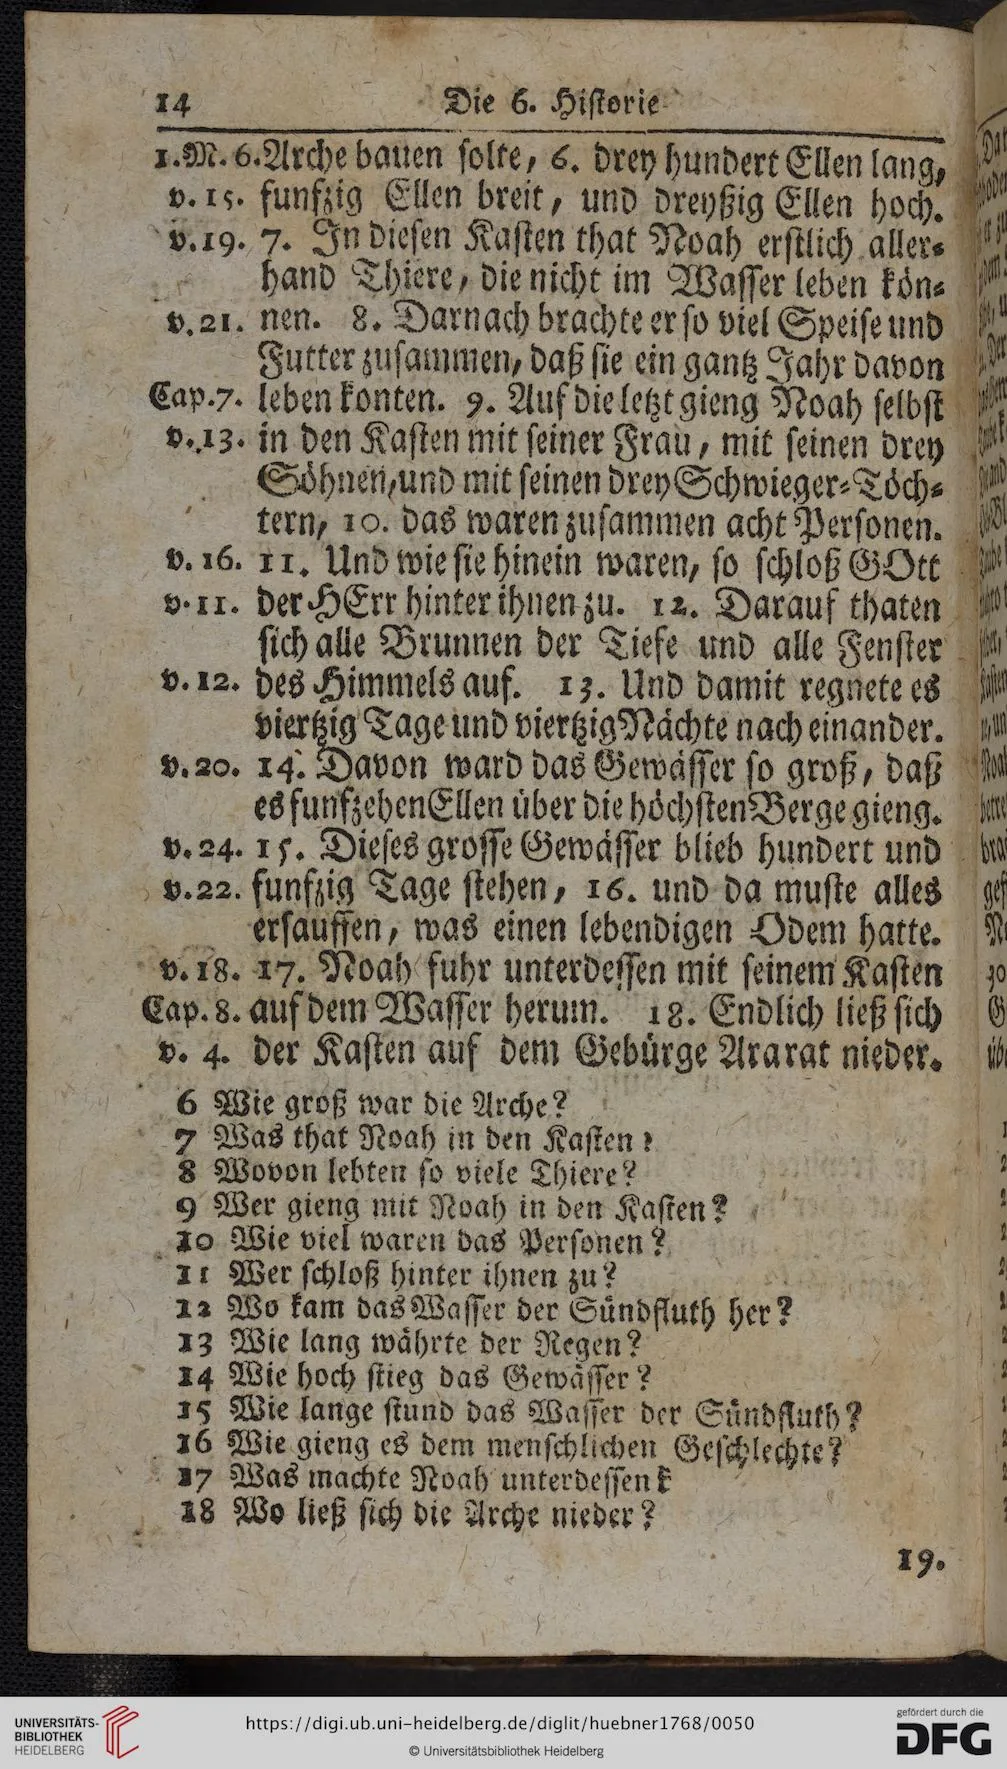 14 Die 6. Historie
1.M.6. Arche bauen solte, 6. drey hundert Ellen lang,
v.15. funfzig Ellen breit, und dreyßig Ellen hoch.
v.19. 7. In diesen Kasten that Noah erstlich aller⸗
hand Thiere, die nicht im Wasser leben kön⸗
v.21. nen. 8. Darnach brachte er so viel Speise und
Futter zusammen, daß sie ein gantz Jahr davon
Cap.7. leben konten. 9. Auf die letzt gieng Noah selbst
v.13. in den Kasten mit seiner Frau, mit seinen drey
Söhnen, und mit seinen drey Schwieger⸗Töch⸗
tern, 10. das waren zusammen acht Personen.
v.16. 11. Und wie sie hinein waren, so schloß GOtt
v.11. der HErr hinter ihnen zu. 12. Darauf thaten
sich alle Brunnen der Tiefe und alle Fenster
v.12. des Himmels auf. 13. Und damit regnete es
viertzig Tage und viertzig Nächte nach einander.
v.20. 14. Davon ward das Gewässer so groß, daß
es funfzehen Ellen über die höchsten Berge gieng.
v.24. 15. Dieses grosse Gewässer blieb hundert und
v.22. funfzig Tage stehen, 16. und da muste alles
ersauffen, was einen lebendigen Odem hatte.
v.18. 17. Noah fuhr unterdessen mit seinem Kasten
Cap.8. auf dem Wasser herum. 18. Endlich ließ sich
v. 4. der Kasten auf dem Gebürge Ararat nieder.
6 Wie groß war die Arche?
7 Was that Noah in den Kasten?
8 Wovon lebten so viele Thiere?
9 Wer gieng mit Noah in den Kasten?
10 Wie viel waren das Personen?
11 Wer schloß hinter ihnen zu?
12 Wo kam das Wasser der Sündfluth her?
13 Wie lang währte der Regen?
14 Wie hoch stieg das Gewässer?
15 Wie lange stund das Wasser der Sündfluth?
16 Wie gieng es dem menschlichen Geschlechte?
17 Was machte Noah unterdessen?
18 Wo ließ sich die Arche nieder?
19.
UNIVERSITÄTS-
BIBLIOTHEK
HEIDELBERG
https://digi.ub.uni-heidelberg.de/diglit/huebner1768/0050
© Universitätsbibliothek Heidelberg
gefördert durch die
DFG